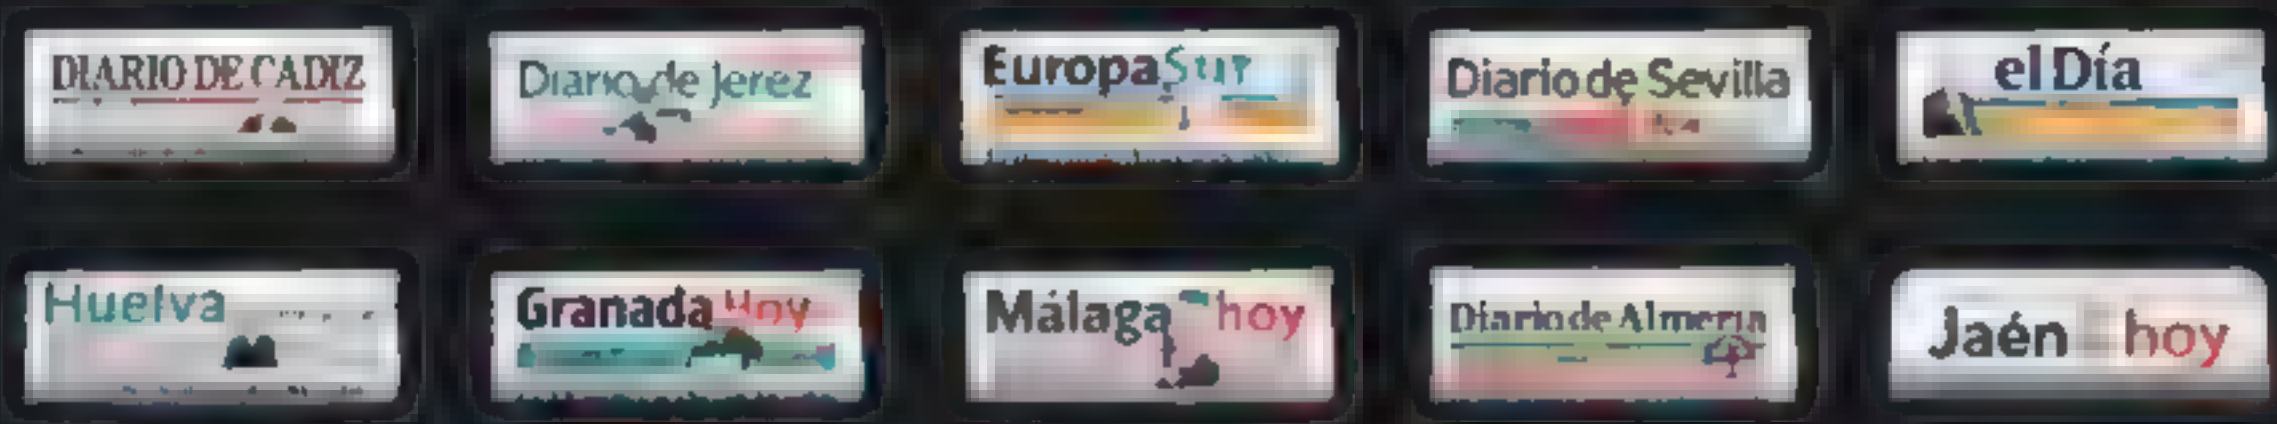 DIARIO DE CADIZ
Diario de Jerez
EuropaSur
Diario de Sevilla
el Día
Huelva
Granada Hoy
Málaga hoy
Diario de Almería
Jaén hoy